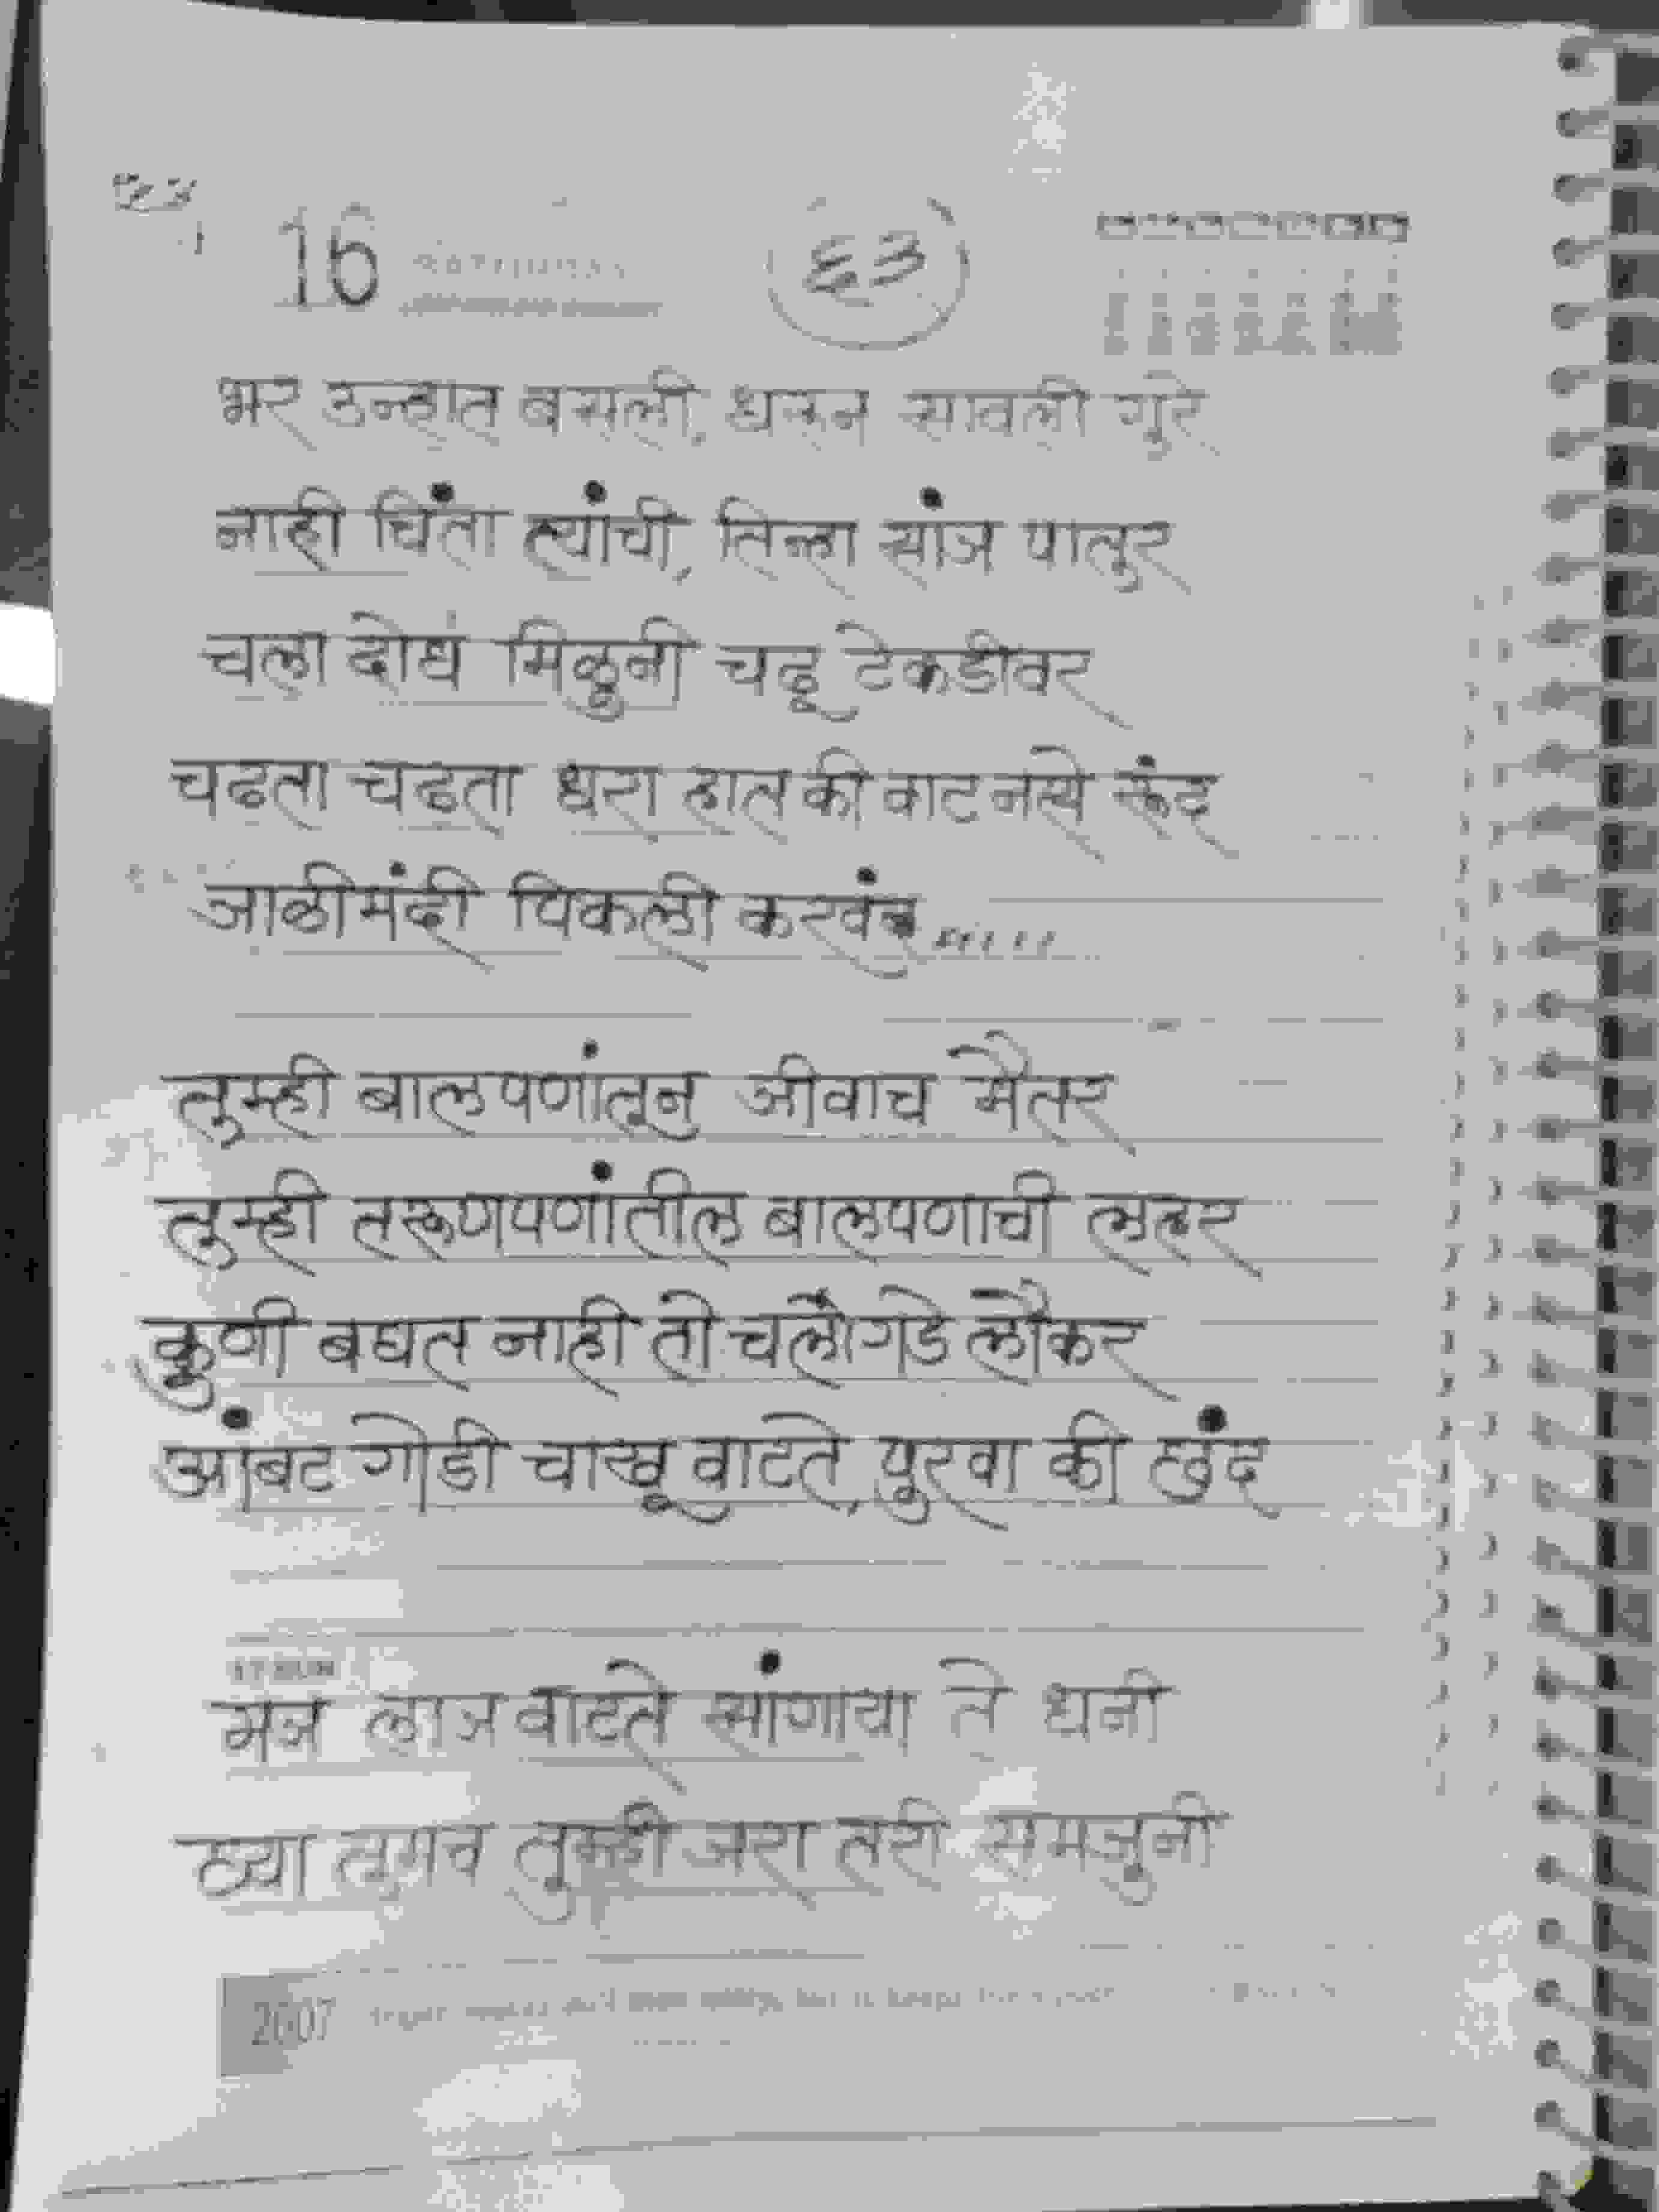 16 SATURDAY
६३
भर उन्हात बसली, धरून सावली गुरे
नाही चिंता त्यांची, तिन्हा सांज पातुर
चला दोघं मिळुनी चढू टेकडीवर
चढता चढता धरा हात की वाट नसे रूंद
जाळीमंदी पिकली करवंद
तुम्ही बालपणांतून जीवाच मैतर
तुम्ही तरूणपणांतील बालपणाची लहर
कुणी बघत नाही तो चलौ गडे लौकर
आंबट गोडी चाखू वाटते, पुरवा की छंद
17 SUN
मज लाज वाटते सांगाया ते धनी
घ्या तुमच तुम्ही जरा तरी समजुनी
2007